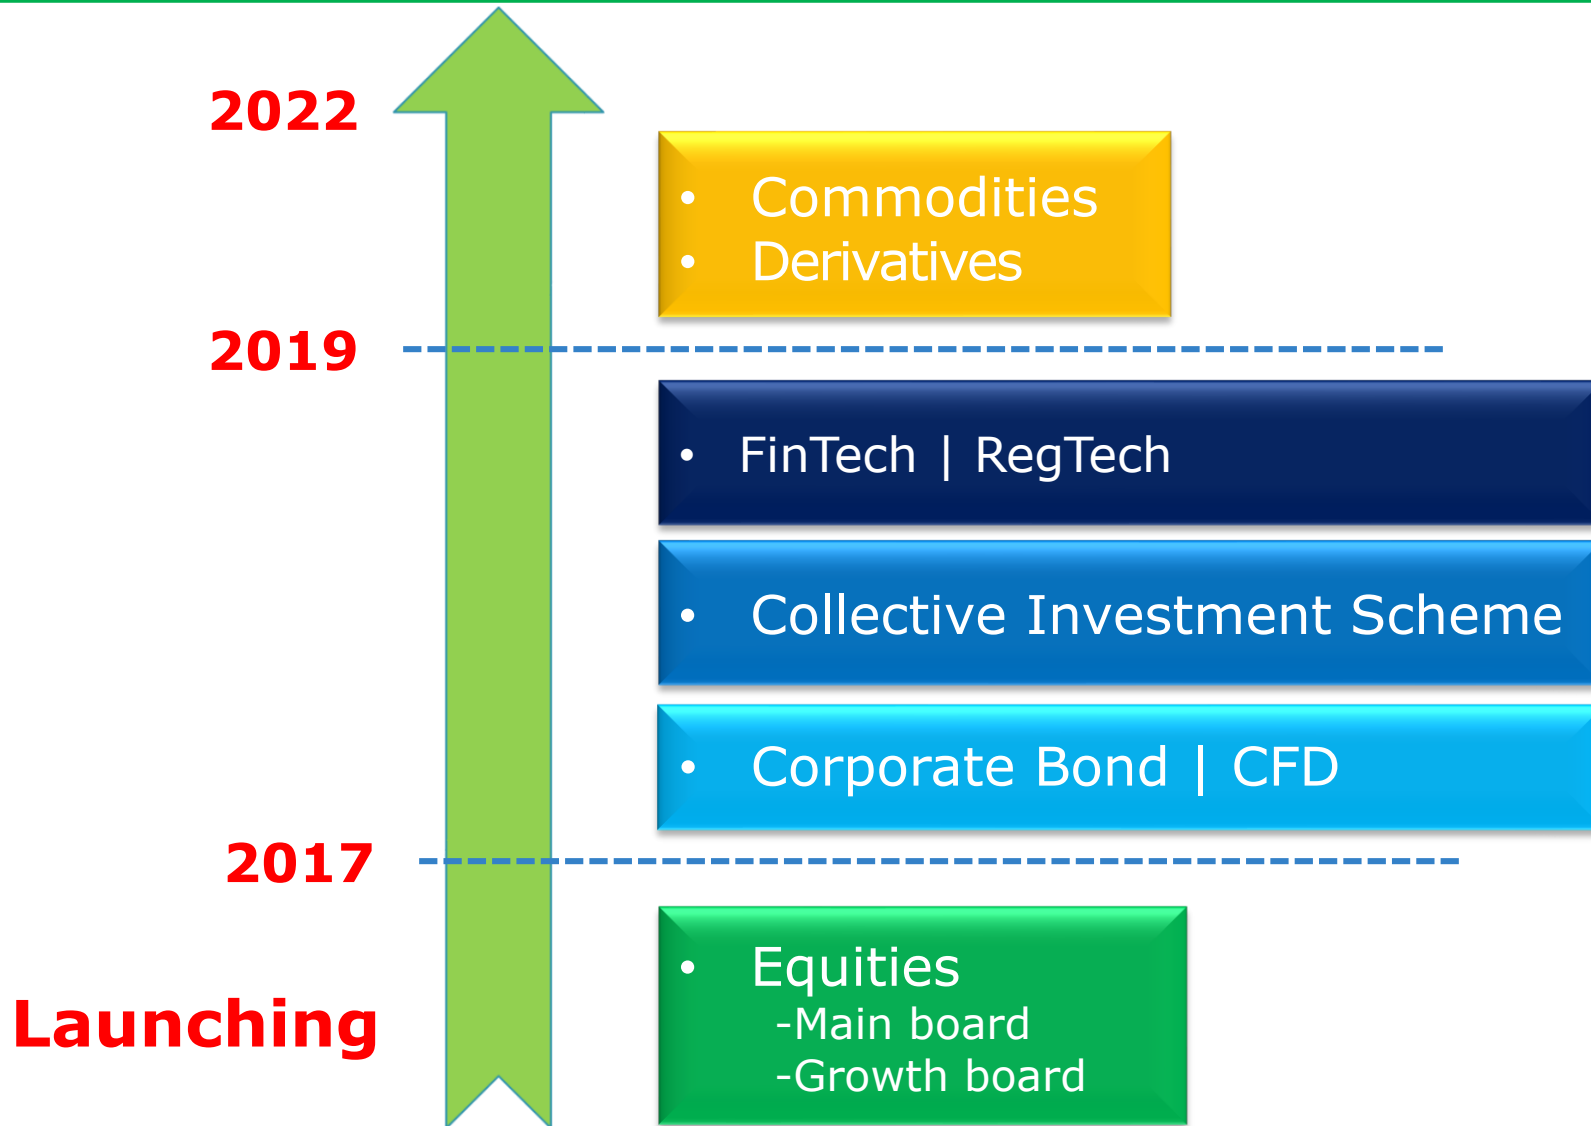 2022
• Commodities
• Derivatives
2019
• FinTech | RegTech
• Collective Investment Scheme
• Corporate Bond | CFD
2017
• Equities
-Main board
-Growth board
Launching